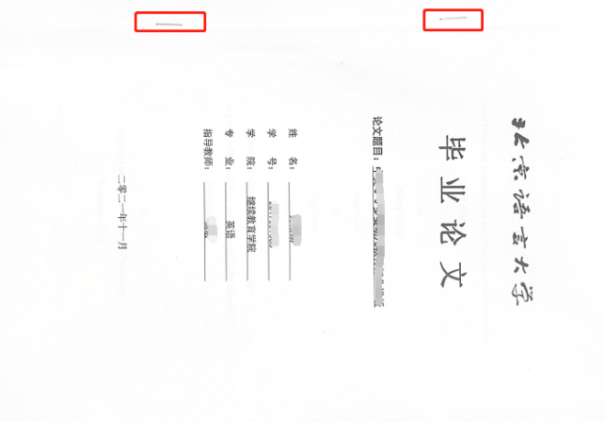 北京语言大学
毕业论文
论文题目：
姓 名：
学 号：
学 院：继续教育学院
专 业：英语
指导教师：
二零二一年十一月